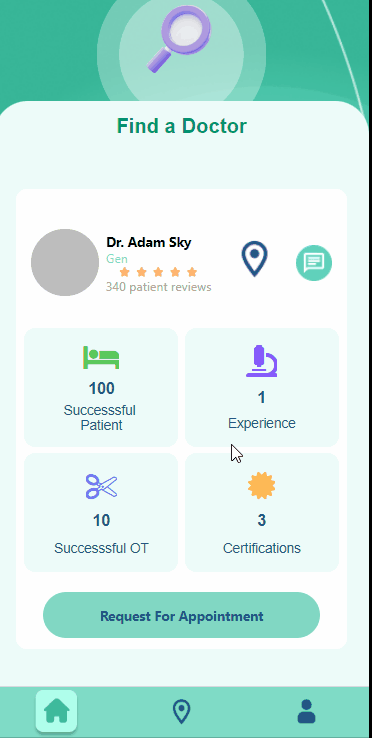 Find a Doctor
Dr. Adam Sky
Gen
340 patient reviews
100
Successsful
Patient
1
Experience
10
Successsful OT
3
Certifications
Request For Appointment